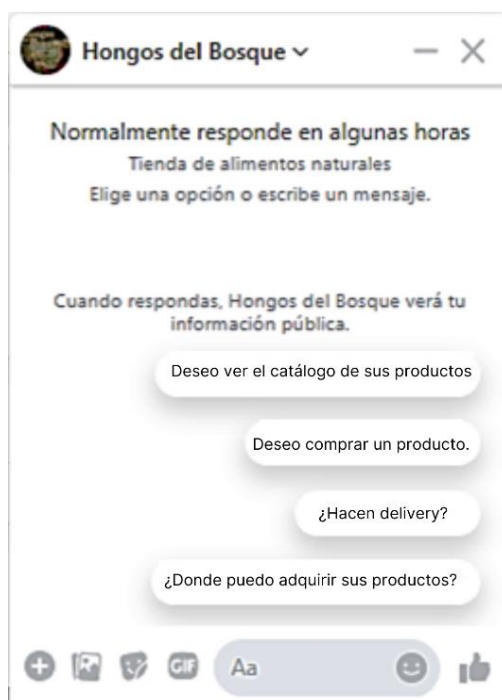 Hongos del Bosque
Normalmente responde en algunas horas
Tienda de alimentos naturales
Elige una opción o escribe un mensaje.
Cuando respondas, Hongos del Bosque verá tu
información pública.
Deseo ver el catálogo de sus productos
Deseo comprar un producto.
¿Hacen delivery?
¿Donde puedo adquirir sus productos?
GIF
Aa